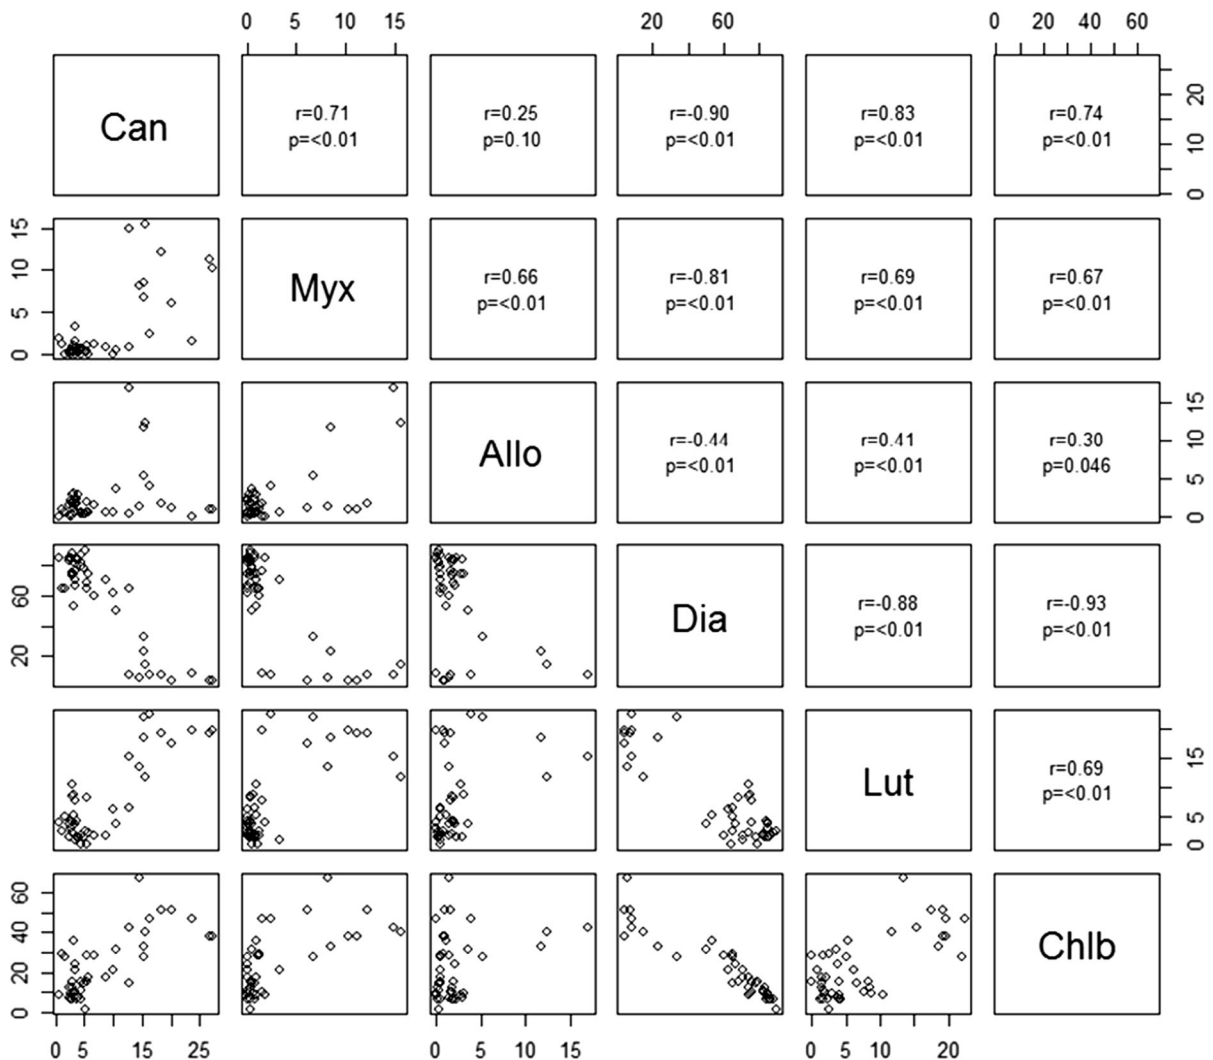 0 5 10 15 20 60 0 20 40 60
Can
r=0.71
p=<0.01
r=0.25
p=0.10
r=-0.90
p=<0.01
r=0.83
p=<0.01
r=0.74
p=<0.01
0 10 20
0 5 10 15
Myx
r=0.66
p=<0.01
r=-0.81
p=<0.01
r=0.69
p=<0.01
r=0.67
p=<0.01
Allo
r=-0.44
p=<0.01
r=0.41
p=<0.01
r=0.30
p=0.046
0 5 10 15
20 60
Dia
r=-0.88
p=<0.01
r=-0.93
p=<0.01
Lut
r=0.69
p=<0.01
0 5 15
0 20 40 60
Chlb
0 5 15 25 0 5 10 15 0 5 10 20